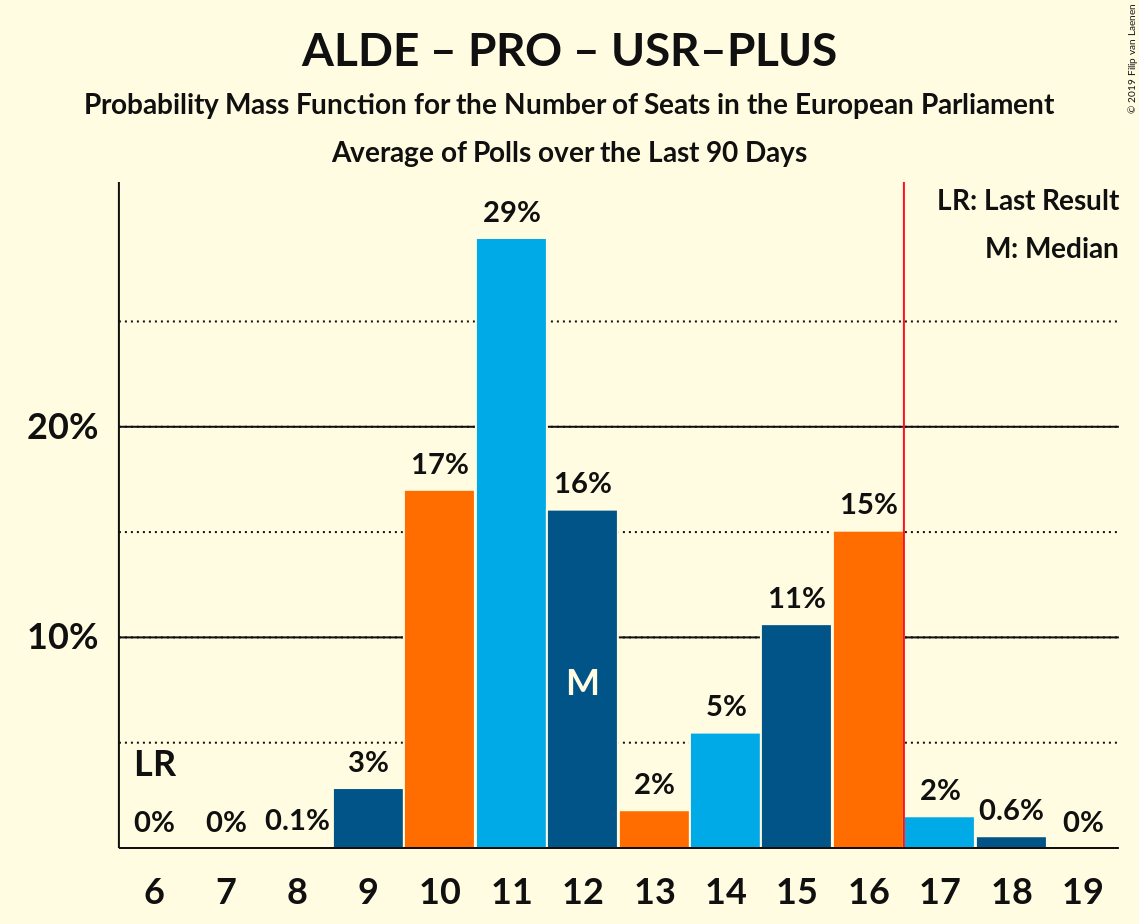 ALDE – PRO – USR–PLUS
Probability Mass Function for the Number of Seats in the European Parliament
Average of Polls over the Last 90 Days
© 2019 Filip van Laenen
LR: Last Result
M: Median
29%
20%
17%
16%
15%
11%
10%
M
5%
LR
3%
2%
2%
0%
0%
0.1%
0.6%
0%
6 7 8 9 10 11 12 13 14 15 16 17 18 19